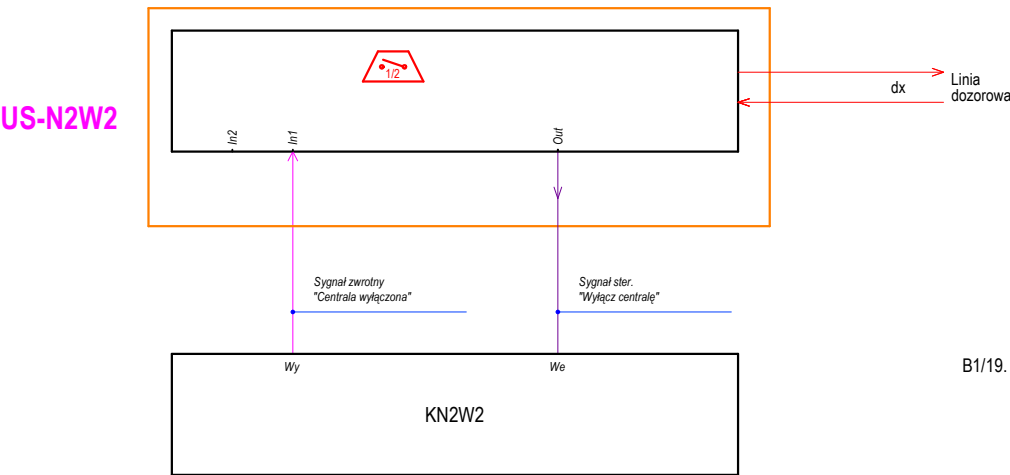 1/2
dx
Linia
dozorowa
US-N2W2
In2
In1
Out
Sygnał zwrotny
"Centrala wyłączona"
Sygnał ster.
"Wyłącz centralę"
Wy
We
B1/19.
KN2W2